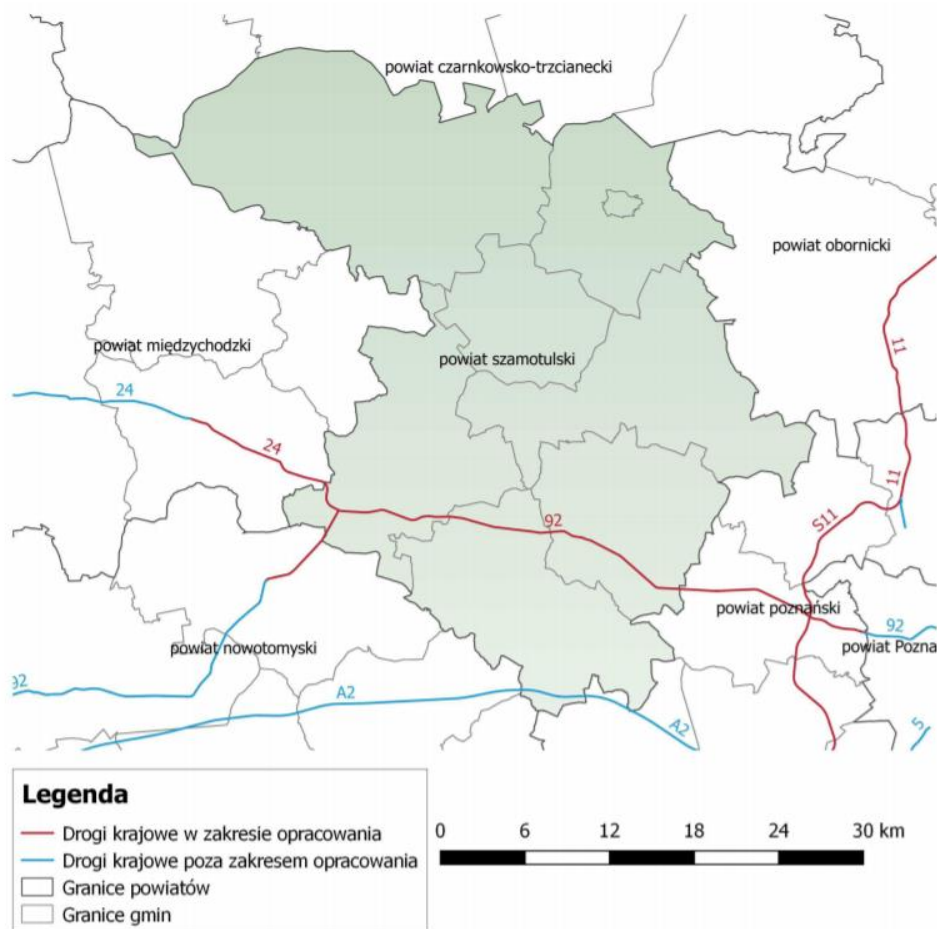 powiat czarnkowsko-trzcianecki
powiat obornicki
11
powiat międzychodzki
powiat szamotulski
24
24
11
92
S11
powiat poznański
92
powiat Pozna
powiat nowotomyski
92
A2
A2
5
Legenda
Drogi krajowe w zakresie opracowania
Drogi krajowe poza zakresem opracowania
Granice powiatów
Granice gmin
0 6 12 18 24 30 km